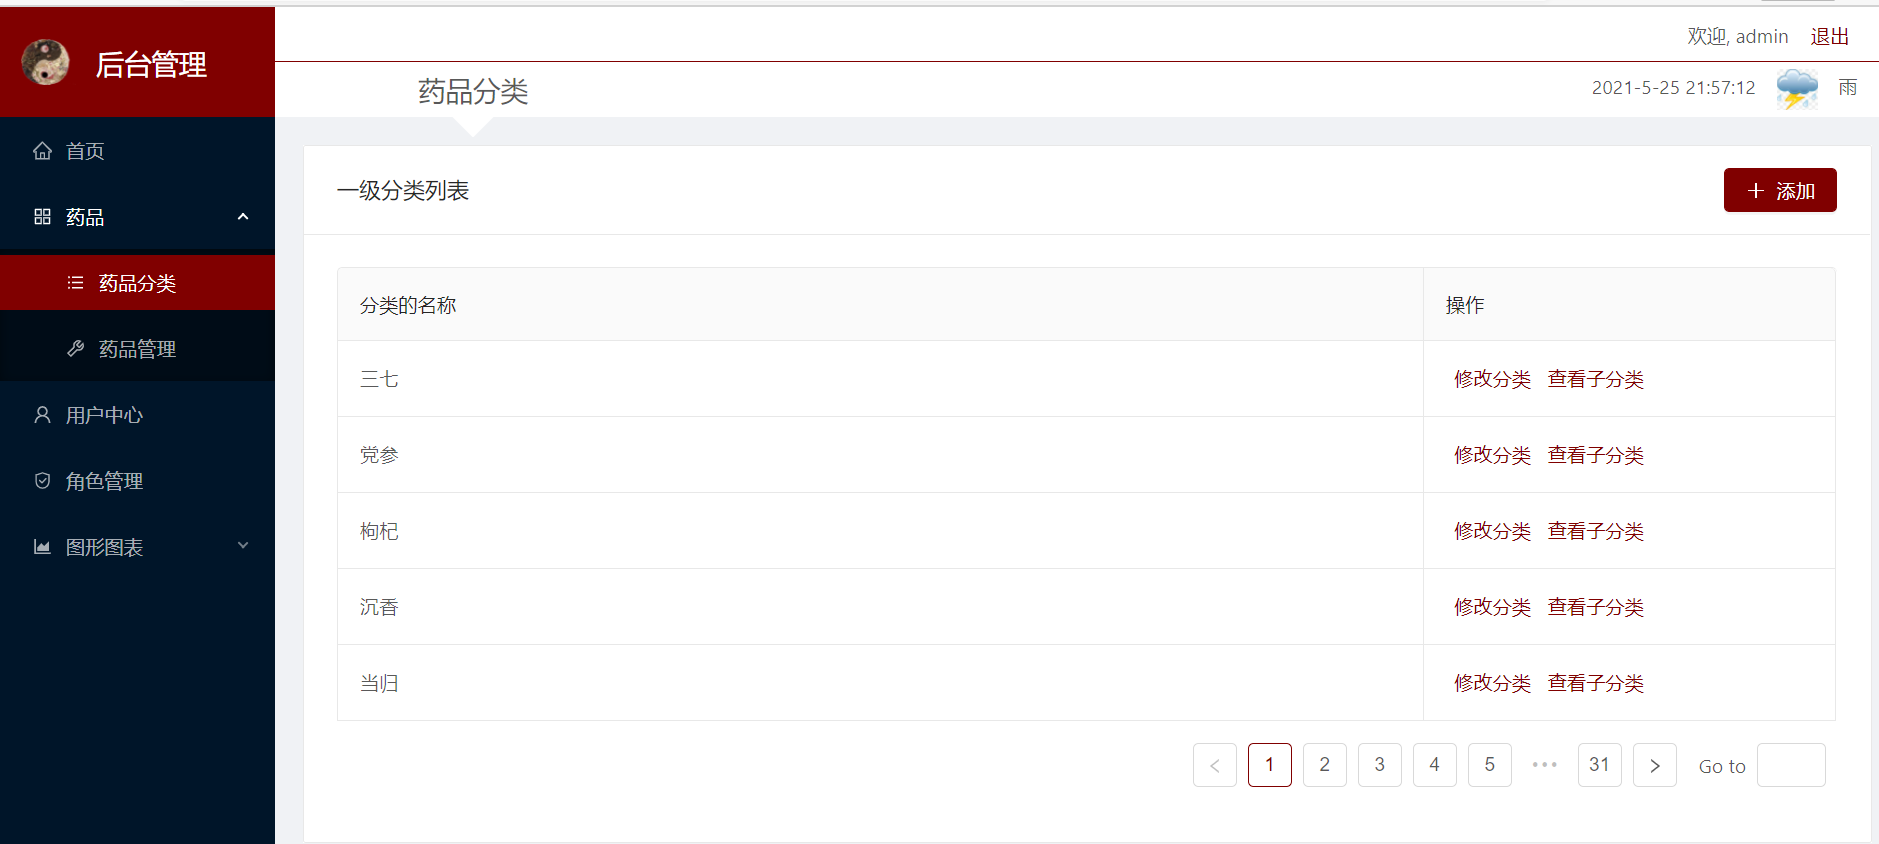 后台管理
欢迎, admin 退出
药品分类
2021-5-25 21:57:12 雨
首页
药品
药品分类
药品管理
用户中心
角色管理
图形图表
一级分类列表
添加
分类的名称 操作
三七 修改分类 查看子分类
党参 修改分类 查看子分类
枸杞 修改分类 查看子分类
沉香 修改分类 查看子分类
当归 修改分类 查看子分类
1 2 3 4 5 ••• 31 Go to